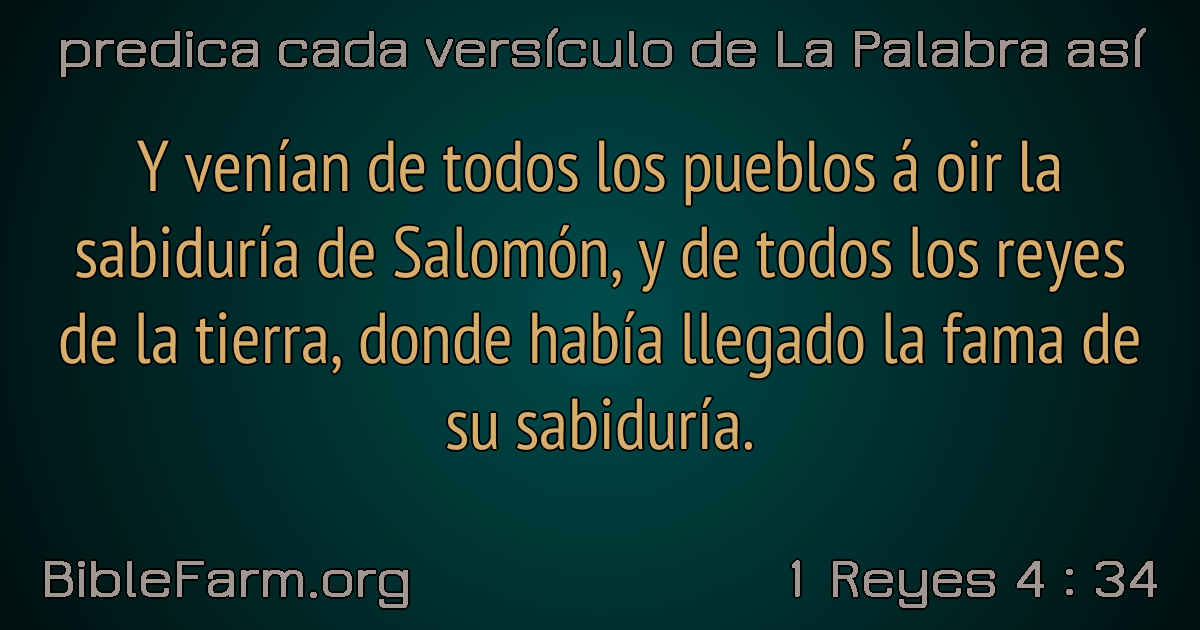 predica cada versículo de La Palabra así
Y venían de todos los pueblos á oir la
sabiduría de Salomón, y de todos los reyes
de la tierra, donde había llegado la fama de
su sabiduría.
BibleFarm.org
1 Reyes 4 : 34